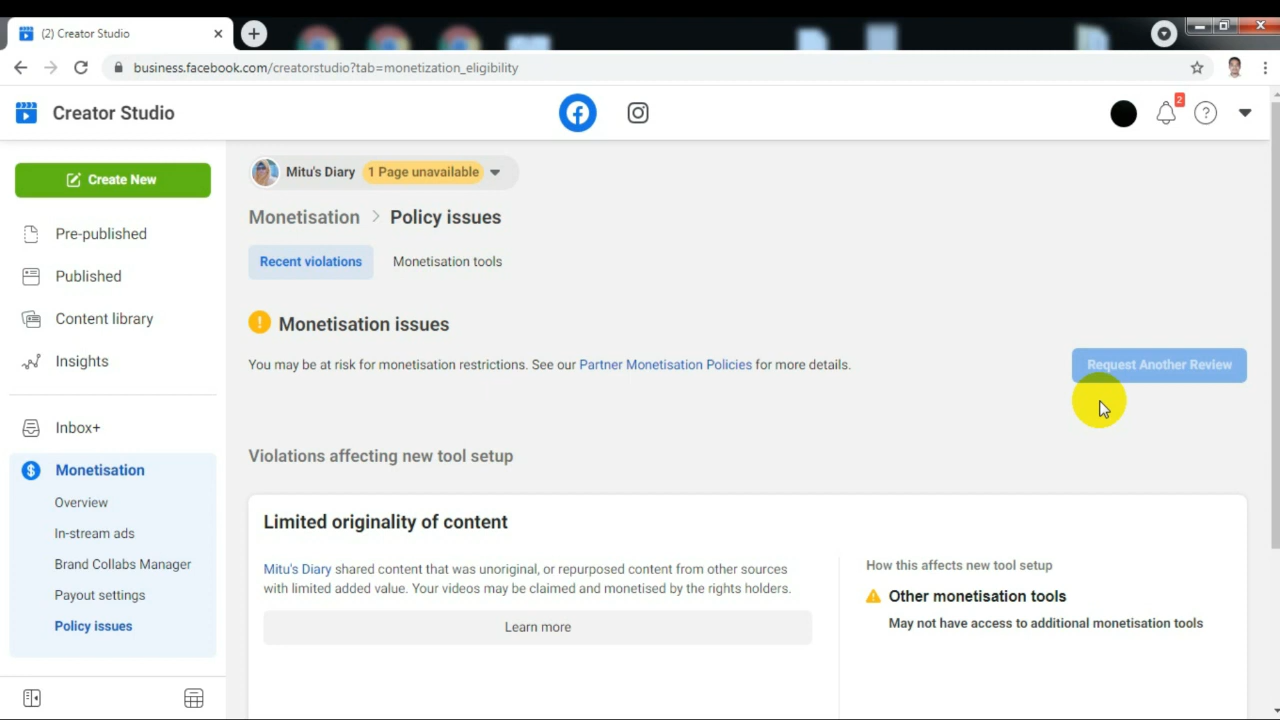 (2) Creator Studio
business.facebook.com/creatorstudio?tab=monetization_eligibility
Creator Studio
2
Create New
Pre-published
Published
Content library
Insights
Inbox+
Monetisation
Overview
In-stream ads
Brand Collabs Manager
Payout settings
Policy issues
Mitu's Diary 1 Page unavailable
Monetisation > Policy issues
Recent violations Monetisation tools
Monetisation issues
You may be at risk for monetisation restrictions. See our Partner Monetisation Policies for more details.
Request Another Review
Violations affecting new tool setup
Limited originality of content
Mitu's Diary shared content that was unoriginal, or repurposed content from other sources
with limited added value. Your videos may be claimed and monetised by the rights holders.
Learn more
How this affects new tool setup
Other monetisation tools
May not have access to additional monetisation tools